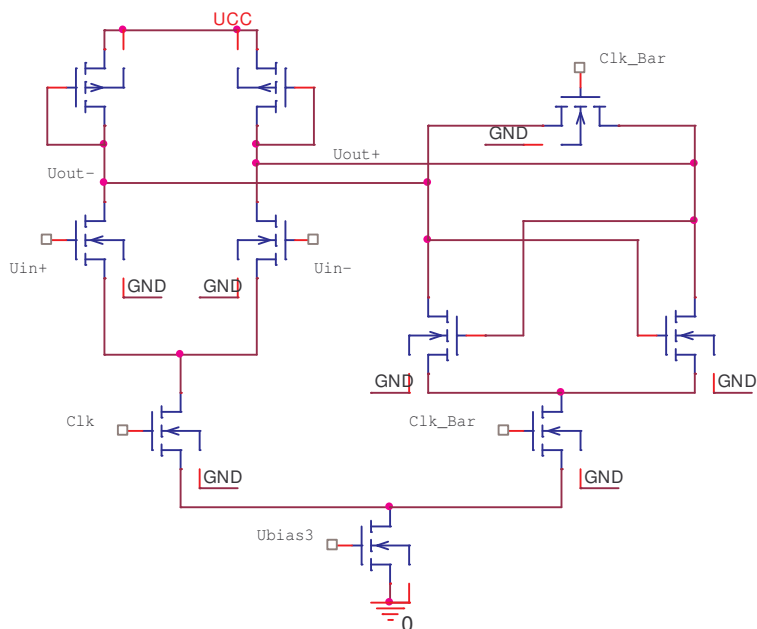 UCC
Clk_Bar
GND
Uout+
Uout-
Uin+
GND
GND
Uin-
GND
GND
Clk
Clk_Bar
GND
GND
Ubias3
0